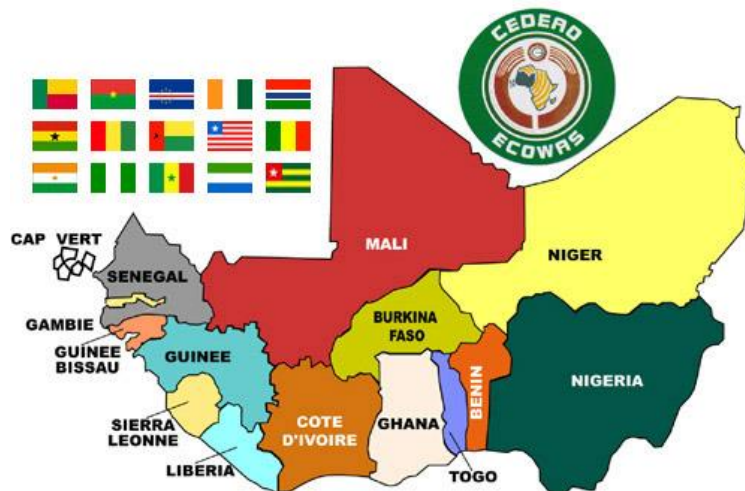 CEDEAO
ECOWAS
CAP VERT
SENEGAL
MALI
NIGER
GAMBIE
GUINEE
BISSAU
GUINEE
BURKINA
FASO
SIERRA
LEONNE
LIBERIA
COTE
D'IVOIRE
GHANA
TOGO
BENIN
NIGERIA